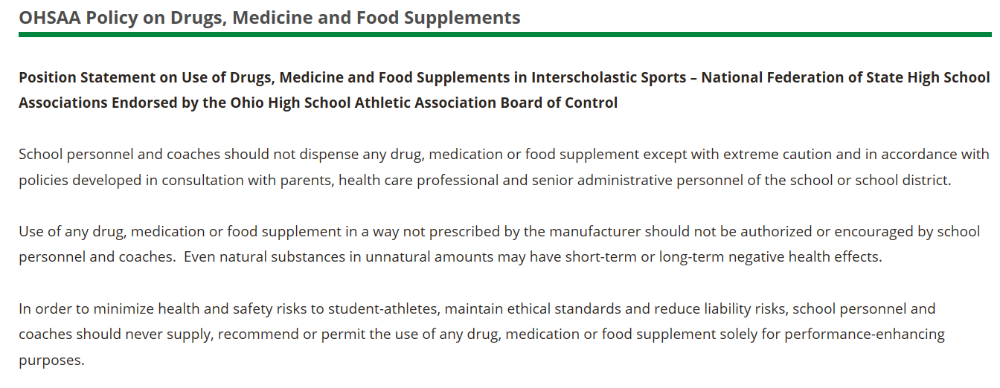 OHSAA Policy on Drugs, Medicine and Food Supplements
Position Statement on Use of Drugs, Medicine and Food Supplements in Interscholastic Sports – National Federation of State High School
Associations Endorsed by the Ohio High School Athletic Association Board of Control
School personnel and coaches should not dispense any drug, medication or food supplement except with extreme caution and in accordance with
policies developed in consultation with parents, health care professional and senior administrative personnel of the school or school district.
Use of any drug, medication or food supplement in a way not prescribed by the manufacturer should not be authorized or encouraged by school
personnel and coaches.  Even natural substances in unnatural amounts may have short-term or long-term negative health effects.
In order to minimize health and safety risks to student-athletes, maintain ethical standards and reduce liability risks, school personnel and
coaches should never supply, recommend or permit the use of any drug, medication or food supplement solely for performance-enhancing
purposes.